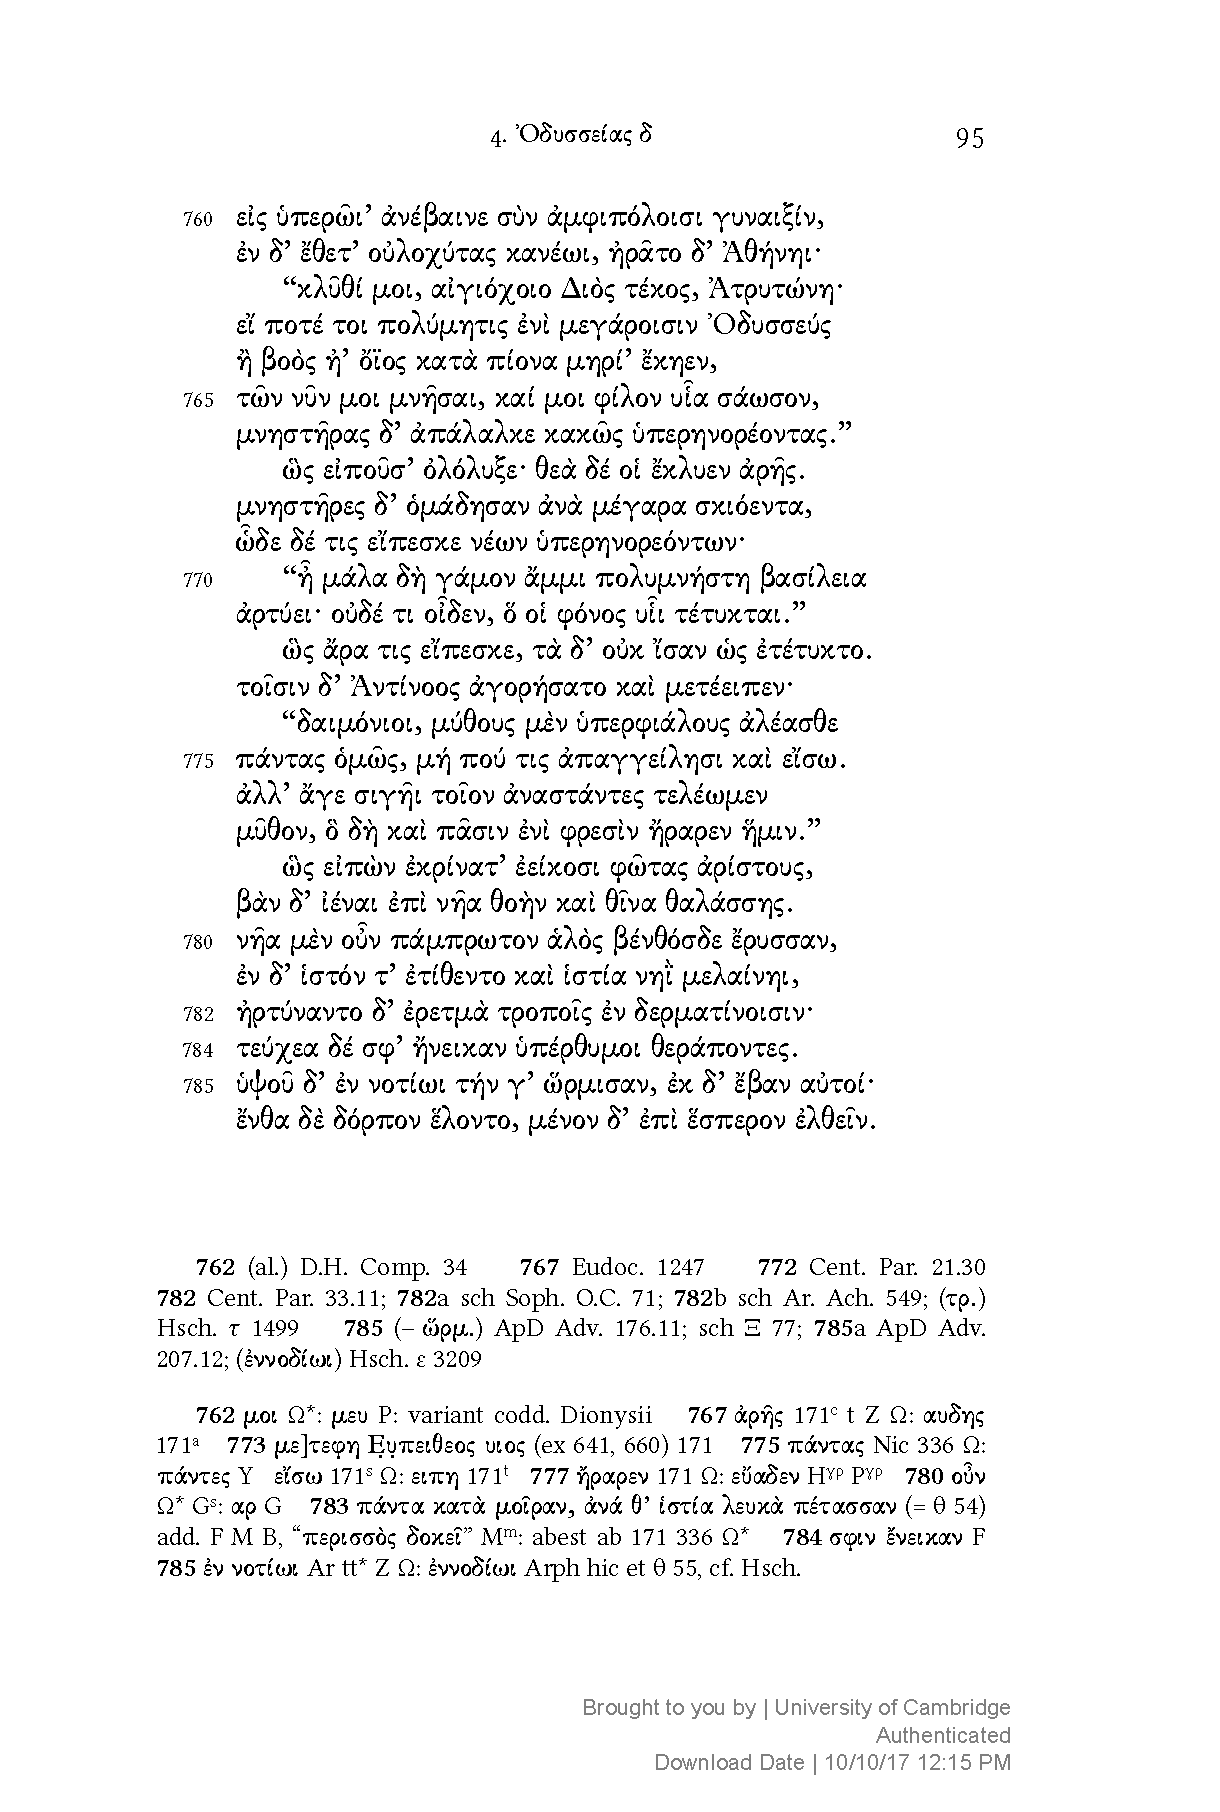 4. Ὀδυσσείας δ 95
760 εἰς ὑπερῶι’ ἀνέβαινε σὺν ἀμφιπόλοισι γυναιξίν,
ἐν δ’ ἔθετ’ οὐλοχύτας κανέωι, ἠρᾶτο δ’ Ἀθήνηι·
“κλῦθί μοι, αἰγιόχοιο Διὸς τέκος, Ἀτρυτώνη·
εἴ ποτέ τοι πολύμητις ἐνὶ μεγάροισιν Ὀδυσσεύς
ἢ βοὸς ἠ’ ὄϊος κατὰ πίονα μηρί’ ἔκηεν,
765 τῶν νῦν μοι μνῆσαι, καί μοι φίλον υἷα σάωσον,
μνηστῆρας δ’ ἀπάλαλκε κακῶς ὑπερηνορέοντας.”
ὣς εἰποῦσ’ ὀλόλυξε· θεὰ δέ οἱ ἔκλυεν ἀρῆς.
μνηστῆρες δ’ ὁμάδησαν ἀνὰ μέγαρα σκιόεντα,
ὧδε δέ τις εἴπεσκε νέων ὑπερηνορεόντων·
770 “ἦ μάλα δὴ γάμον ἄμμι πολυμνήστη βασίλεια
ἀρτύει· οὐδέ τι οἶδεν, ὅ οἱ φόνος υἷι τέτυκται.”
ὣς ἄρα τις εἴπεσκε, τὰ δ’ οὐκ ἴσαν ὡς ἐτέτυκτο.
τοῖσιν δ’ Ἀντίνοος ἀγορήσατο καὶ μετέειπεν·
“δαιμόνιοι, μύθους μὲν ὑπερφιάλους ἀλέασθε
775 πάντας ὁμῶς, μή πού τις ἀπαγγείλησι καὶ εἴσω.
ἀλλ’ ἄγε σιγῆι τοῖον ἀναστάντες τελέωμεν
μῦθον, ὃ δὴ καὶ πᾶσιν ἐνὶ φρεσὶν ἤραρεν ἥμιν.”
ὣς εἰπὼν ἐκρίνατ’ ἐείκοσι φῶτας ἀρίστους,
βὰν δ’ ἰέναι ἐπὶ νῆα θοὴν καὶ θῖνα θαλάσσης.
780 νῆα μὲν οὖν πάμπρωτον ἁλὸς βένθόσδε ἔρυσσαν,
ἐν δ’ ἱστόν τ’ ἐτίθεντο καὶ ἱστία νηῒ μελαίνηι,
782 ἠρτύναντο δ’ ἐρετμὰ τροποῖς ἐν δερματίνοισιν·
784 τεύχεα δέ σφ’ ἤνεικαν ὑπέρθυμοι θεράποντες.
785 ὑψοῦ δ’ ἐν νοτίωι τήν γ’ ὥρμισαν, ἐκ δ’ ἔβαν αὐτοί·
ἔνθα δὲ δόρπον ἕλοντο, μένον δ’ ἐπὶ ἕσπερον ἐλθεῖν.
762 (al.) D.H. Comp. 34 767 Eudoc. 1247 772 Cent. Par. 21.30
782 Cent. Par. 33.11; 782a sch Soph. O.C. 71; 782b sch Ar. Ach. 549; (τρ.)
Hsch. τ 1499 785 (– ὥρμ.) ApD Adv. 176.11; sch Ξ 77; 785a ApD Adv.
207.12; (ἐννοδίωι) Hsch. ε 3209
762 μοι Ω*: μευ P: variant codd. Dionysii 767 ἀρῆς 171ᶜ t Z Ω: αυδης
171ᵃ 773 με]τεφη Ẹụπειθεος υιος (ex 641, 660) 171 775 πάντας Nic 336 Ω:
πάντες Y εἴσω 171ˢ Ω: ειπη 171ᵗ 777 ἤραρεν 171 Ω: εὔαδεν Hᵞᵖ Pᵞᵖ 780 οὖν
Ω* Gˢ: αρ G 783 πάντα κατὰ μοῖραν, ἀνά θ’ ἱστία λευκὰ πέτασσαν (= θ 54)
add. F M B, “περισσὸς δοκεῖ” Mᵐ: abest ab 171 336 Ω* 784 σφιν ἔνεικαν F
785 ἐν νοτίωι Ar tt* Z Ω: ἐννοδίωι Arph hic et θ 55, cf. Hsch.
Brought to you by | University of Cambridge
Authenticated
Download Date | 10/10/17 12:15 PM